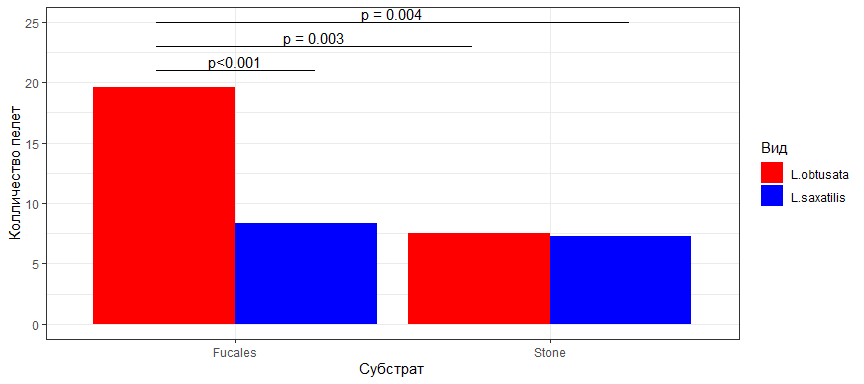 p = 0.004
p = 0.003
p<0.001
25
20
15
10
5
0
Колличество пелет
Fucales
Stone
Субстрат
Вид
L.obtusata
L.saxatilis